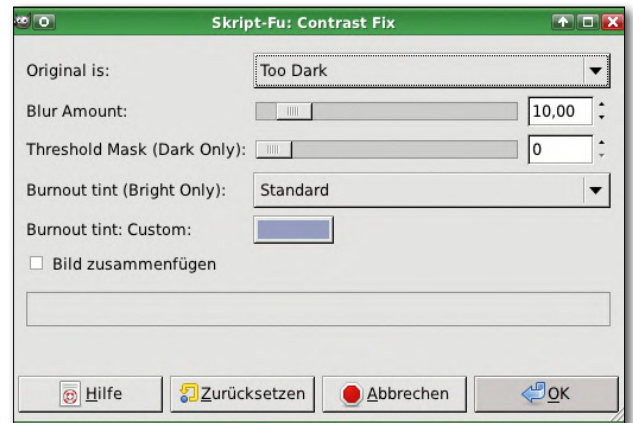 Skript-Fu: Contrast Fix
Original is: Too Dark
Blur Amount: 10,00
Threshold Mask (Dark Only): 0
Burnout tint (Bright Only): Standard
Burnout tint: Custom:
Bild zusammenfügen
Hilfe Zurücksetzen Abbrechen OK